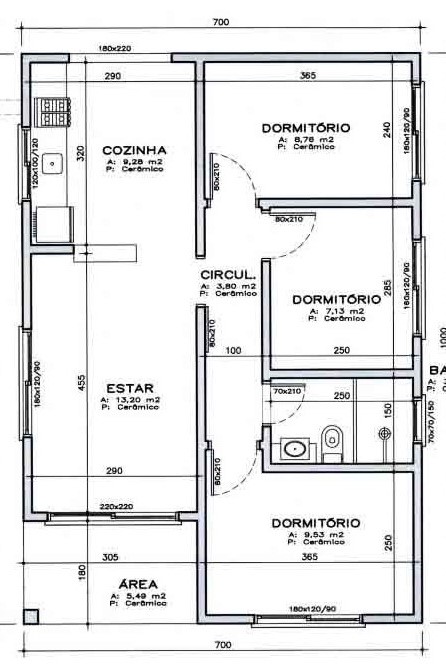 700
180x220
290
365
DORMITÓRIO
A: 8,76 m2
P: Cerâmico
240
180x120/90
COZINHA
A: 9,28 m2
P: Cerâmico
320
120x100/120
80x210
80x210
CIRCUL.
A: 3,80 m2
P: Cerâmico
DORMITÓRIO
A: 7,13 m2
P: Cerâmico
285
180x120/90
1000
80x210
100
250
BA
A:
P:
ESTAR
A: 13,20 m2
P: Cerâmico
455
180x120/90
70x210
250
150
70x70/150
290
80x210
220x220
DORMITÓRIO
A: 9,53 m2
P: Cerâmico
250
305
365
180
ÁREA
A: 5,49 m2
P: Cerâmico
180x120/90
700